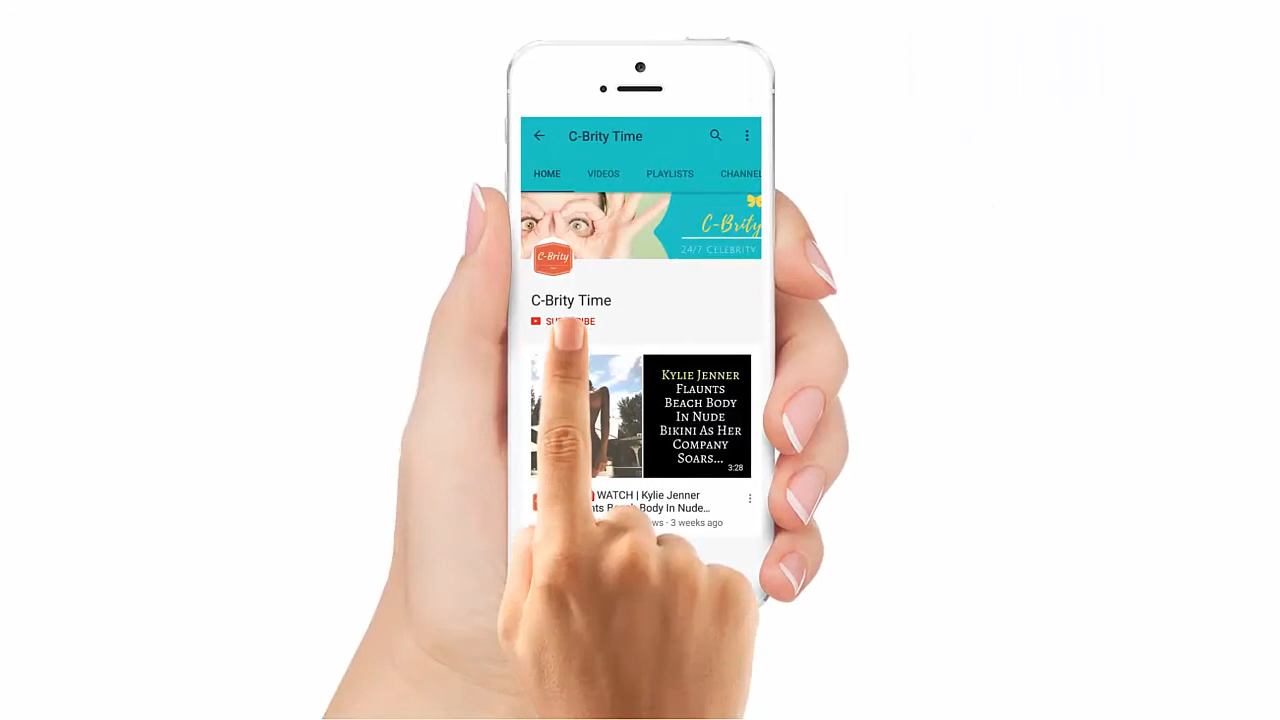 C-Brity Time
HOME VIDEOS PLAYLISTS CHANNEL
C-Brity
24/7 CELEBRITY
C-Brity
C-Brity Time
KYLIE JENNER
FLAUNTS
BEACH BODY
IN NUDE
BIKINI AS HER
COMPANY
SOARS...
3:28
WATCH | Kylie Jenner
Beach Body In Nude...
3 weeks ago